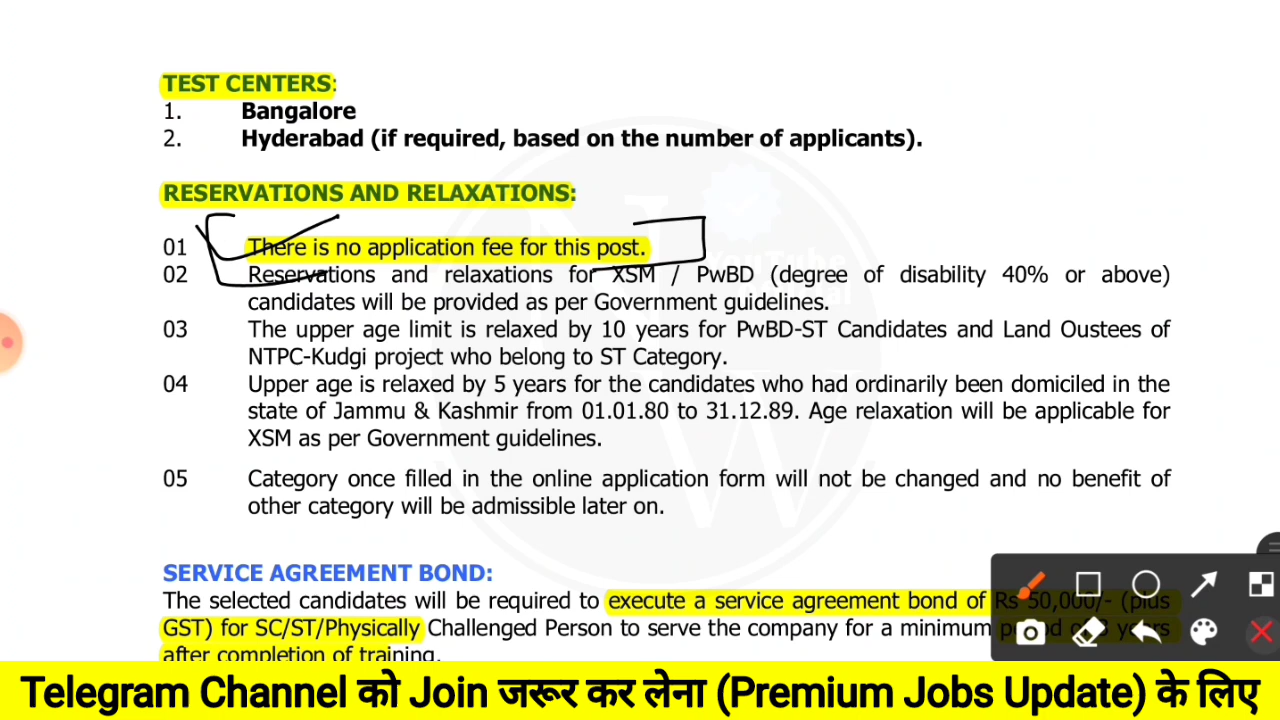 TEST CENTERS:
1. Bangalore
2. Hyderabad (if required, based on the number of applicants).
RESERVATIONS AND RELAXATIONS:
01 There is no application fee for this post.
02 Reservations and relaxations for XSM / PwBD (degree of disability 40% or above)
candidates will be provided as per Government guidelines.
03 The upper age limit is relaxed by 10 years for PwBD-ST Candidates and Land Oustees of
NTPC-Kudgi project who belong to ST Category.
04 Upper age is relaxed by 5 years for the candidates who had ordinarily been domiciled in the
state of Jammu & Kashmir from 01.01.80 to 31.12.89. Age relaxation will be applicable for
XSM as per Government guidelines.
05 Category once filled in the online application form will not be changed and no benefit of
other category will be admissible later on.
SERVICE AGREEMENT BOND:
The selected candidates will be required to execute a service agreement bond of Rs 50,000/- (plus
GST) for SC/ST/Physically Challenged Person to serve the company for a minimum period of 3 years
after completion of training.
Telegram Channel को Join जरूर कर लेना (Premium Jobs Update) के लिए